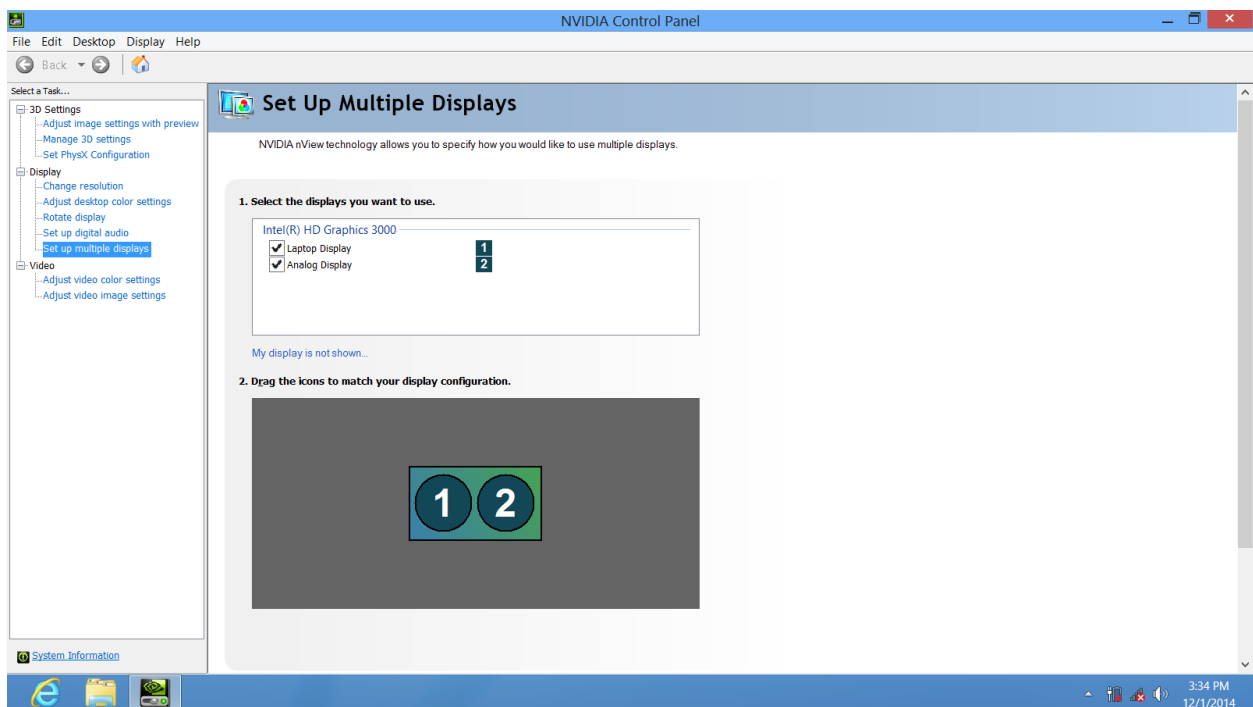 NVIDIA Control Panel
File Edit Desktop Display Help
Back
Select a Task...
3D Settings
Adjust image settings with preview
Manage 3D settings
Set PhysX Configuration
Display
Change resolution
Adjust desktop color settings
Rotate display
Set up digital audio
Set up multiple displays
Video
Adjust video color settings
Adjust video image settings
System Information
Set Up Multiple Displays
NVIDIA nView technology allows you to specify how you would like to use multiple displays.
1. Select the displays you want to use.
Intel(R) HD Graphics 3000
Laptop Display 1
Analog Display 2
My display is not shown...
2. Drag the icons to match your display configuration.
1 2
3:34 PM
12/1/2014